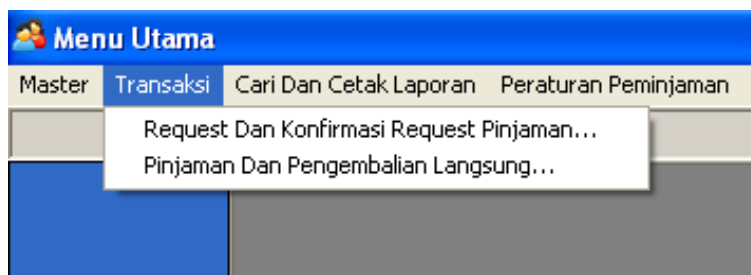 Menu Utama
Master Transaksi Cari Dan Cetak Laporan Peraturan Peminjaman
Request Dan Konfirmasi Request Pinjaman...
Pinjaman Dan Pengembalian Langsung...